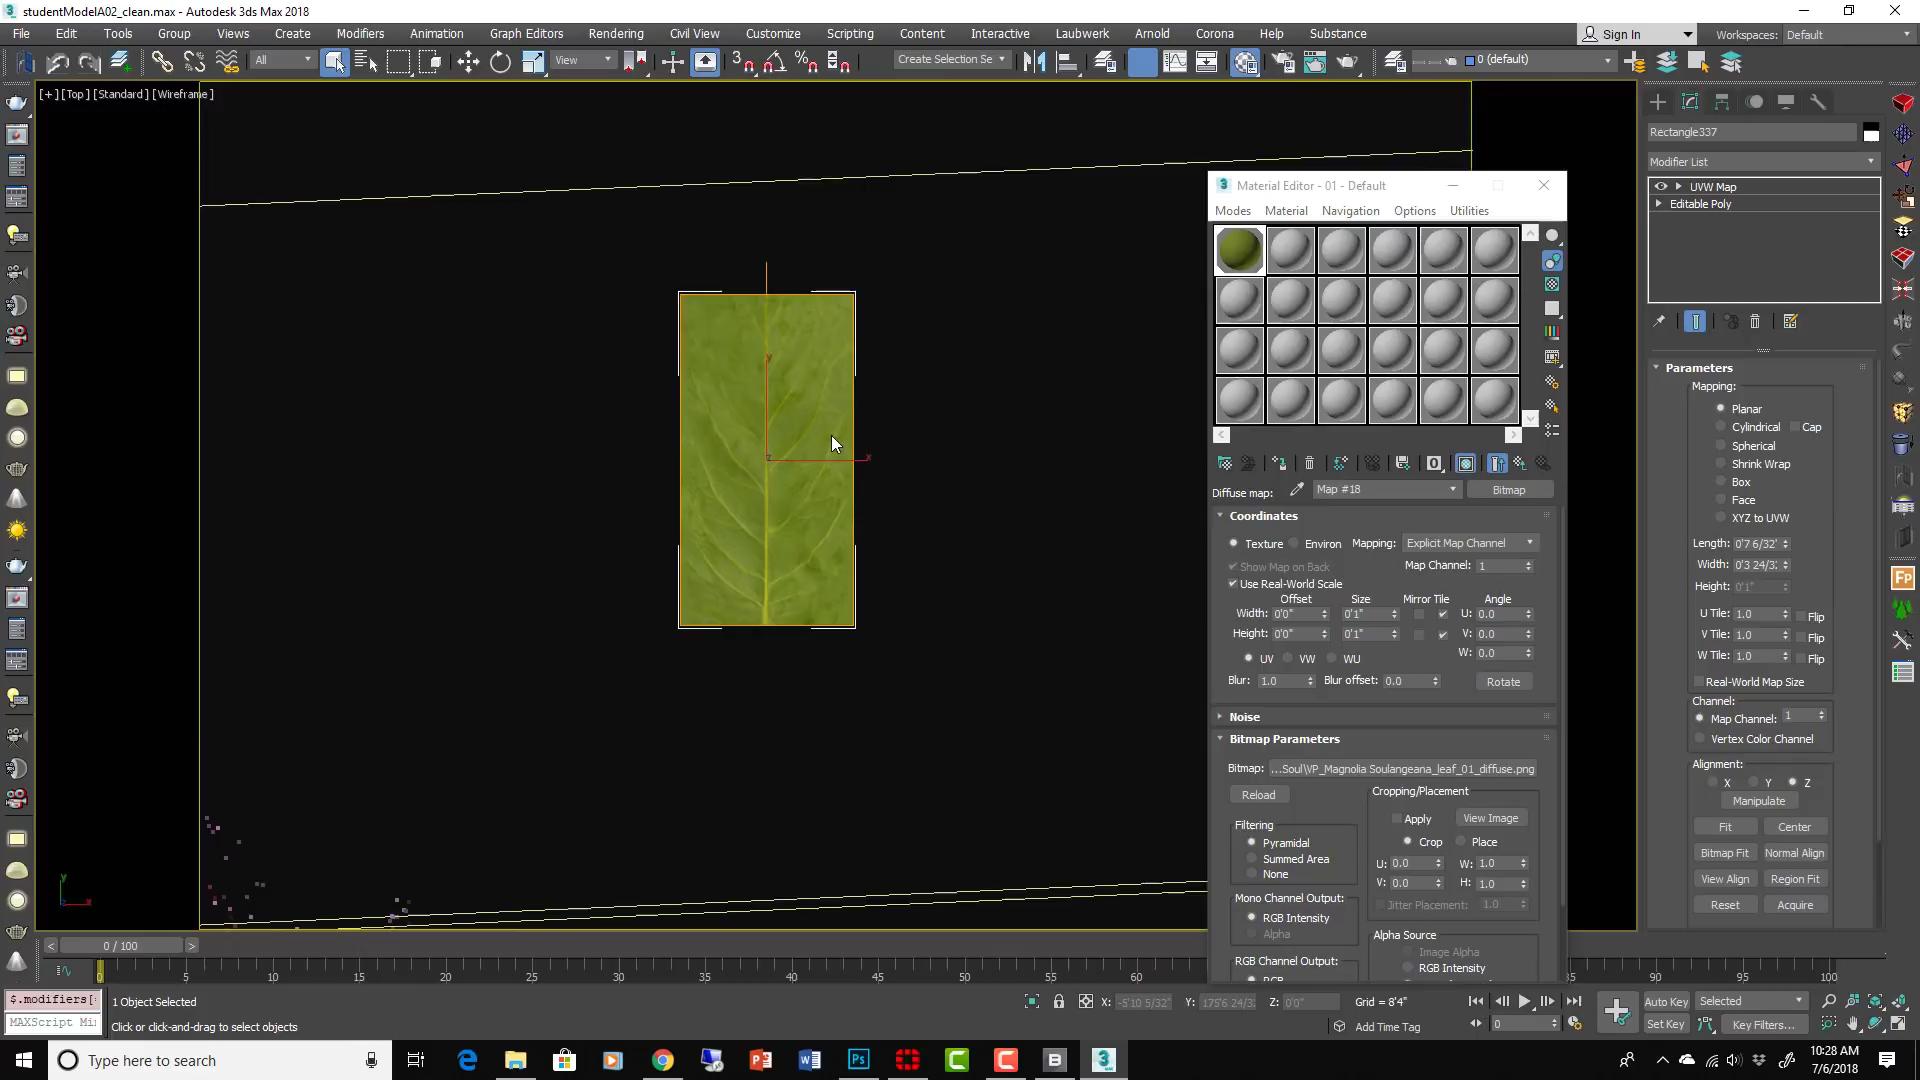 studentModelA02_clean.max - Autodesk 3ds Max 2018
File Edit Tools Group Views Create Modifiers Animation Graph Editors Rendering Civil View Customize Scripting Content Interactive Laubwerk Arnold Corona Help Substance
Sign In
Workspaces: Default
All
View
Create Selection Se
0 (default)
[+] [Top] [Standard] [Wireframe]
Rectangle337
Modifier List
UVW Map
Editable Poly
Material Editor - 01 - Default
Modes Material Navigation Options Utilities
Diffuse map: Map #18 Bitmap
Coordinates
Texture Environ Mapping: Explicit Map Channel
Show Map on Back Map Channel: 1
Use Real-World Scale
Offset Size Mirror Tile Angle
Width: 0'0" 0'1" U: 0.0
Height: 0'0" 0'1" V: 0.0
W: 0.0
UV VW WU
Blur: 1.0 Blur offset: 0.0 Rotate
Noise
Bitmap Parameters
Bitmap: ...Soul\VP_Magnolia Soulangeana_leaf_01_diffuse.png
Reload
Cropping/Placement
Apply View Image
Crop Place
U: 0.0 W: 1.0
V: 0.0 H: 1.0
Jitter Placement: 1.0
Filtering
Pyramidal
Summed Area
None
Mono Channel Output:
RGB Intensity
Alpha
RGB Channel Output:
RGB
Alpha Source
Image Alpha
RGB Intensity
Parameters
Mapping:
Planar
Cylindrical Cap
Spherical
Shrink Wrap
Box
Face
XYZ to UVW
Length: 0'7 6/32'
Width: 0'3 24/3
Height: 0'1"
U Tile: 1.0 Flip
V Tile: 1.0 Flip
W Tile: 1.0 Flip
Real-World Map Size
Channel:
Map Channel: 1
Vertex Color Channel
Alignment:
X Y Z
Manipulate
Fit Center
Bitmap Fit Normal Align
View Align Region Fit
Reset Acquire
y
x
z
y
x
z
< 0 / 100 >
0 5 10 15 20 25 30 35 40 45 50 55 60 85 90 95 100
$.modifiers[
MAXScript Mi
1 Object Selected
Click or click-and-drag to select objects
X: -5'10 5/32" Y: 175'6 24/32 Z: 0'0" Grid = 8'4"
Add Time Tag
0
Auto Key Selected
Set Key Key Filters...
Type here to search
10:28 AM
7/6/2018